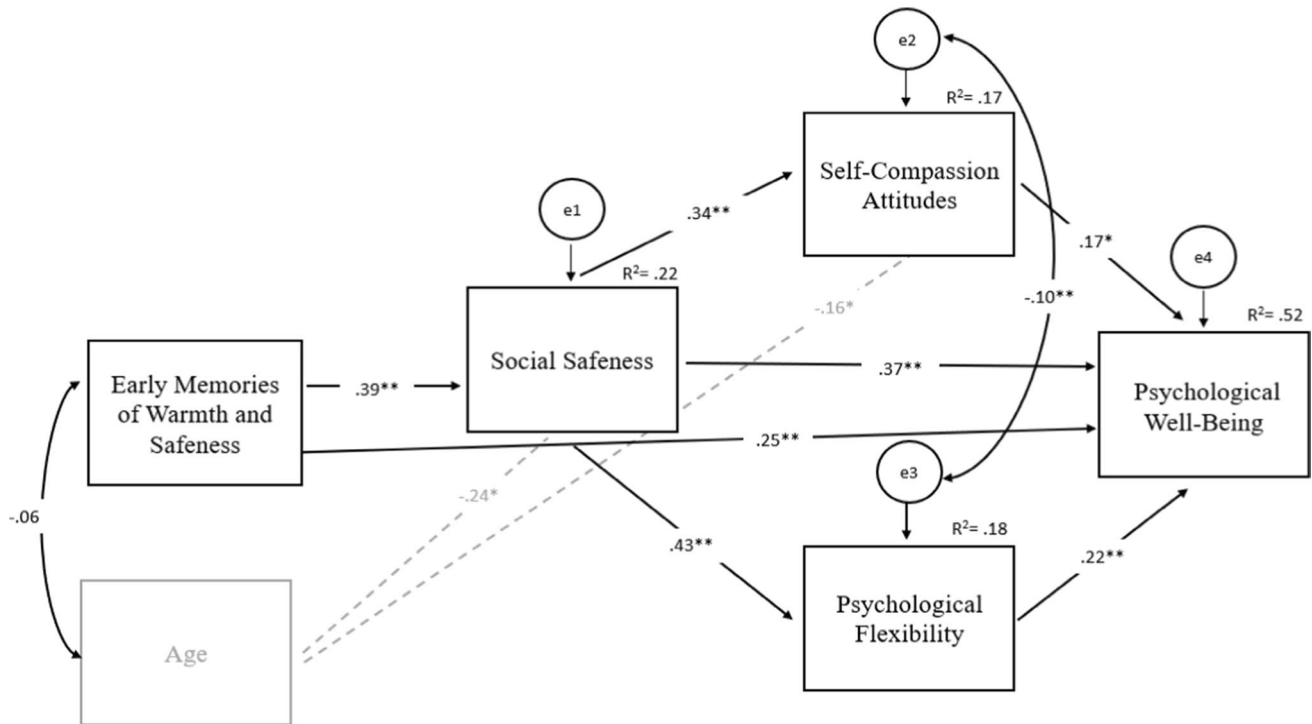 e2
R²= .17
Self-Compassion
Attitudes
e1
.34**
R²= .22
.17*
e4
-.16*
-.10**
R²= .52
Social Safeness
.37**
Early Memories
of Warmth and
Safeness
.39**
Psychological
Well-Being
.25**
e3
-.24*
-.06
.43**
R²= .18
.22**
Psychological
Flexibility
Age